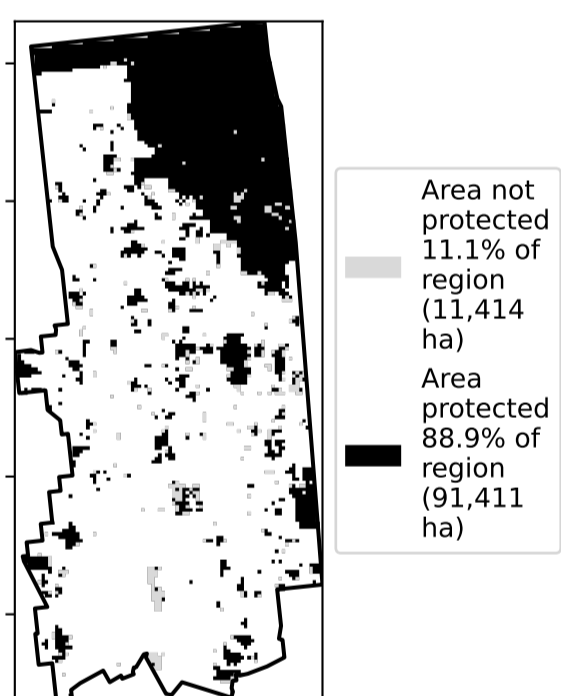 Area not
protected
11.1% of
region
(11,414
ha)
Area
protected
88.9% of
region
(91,411
ha)